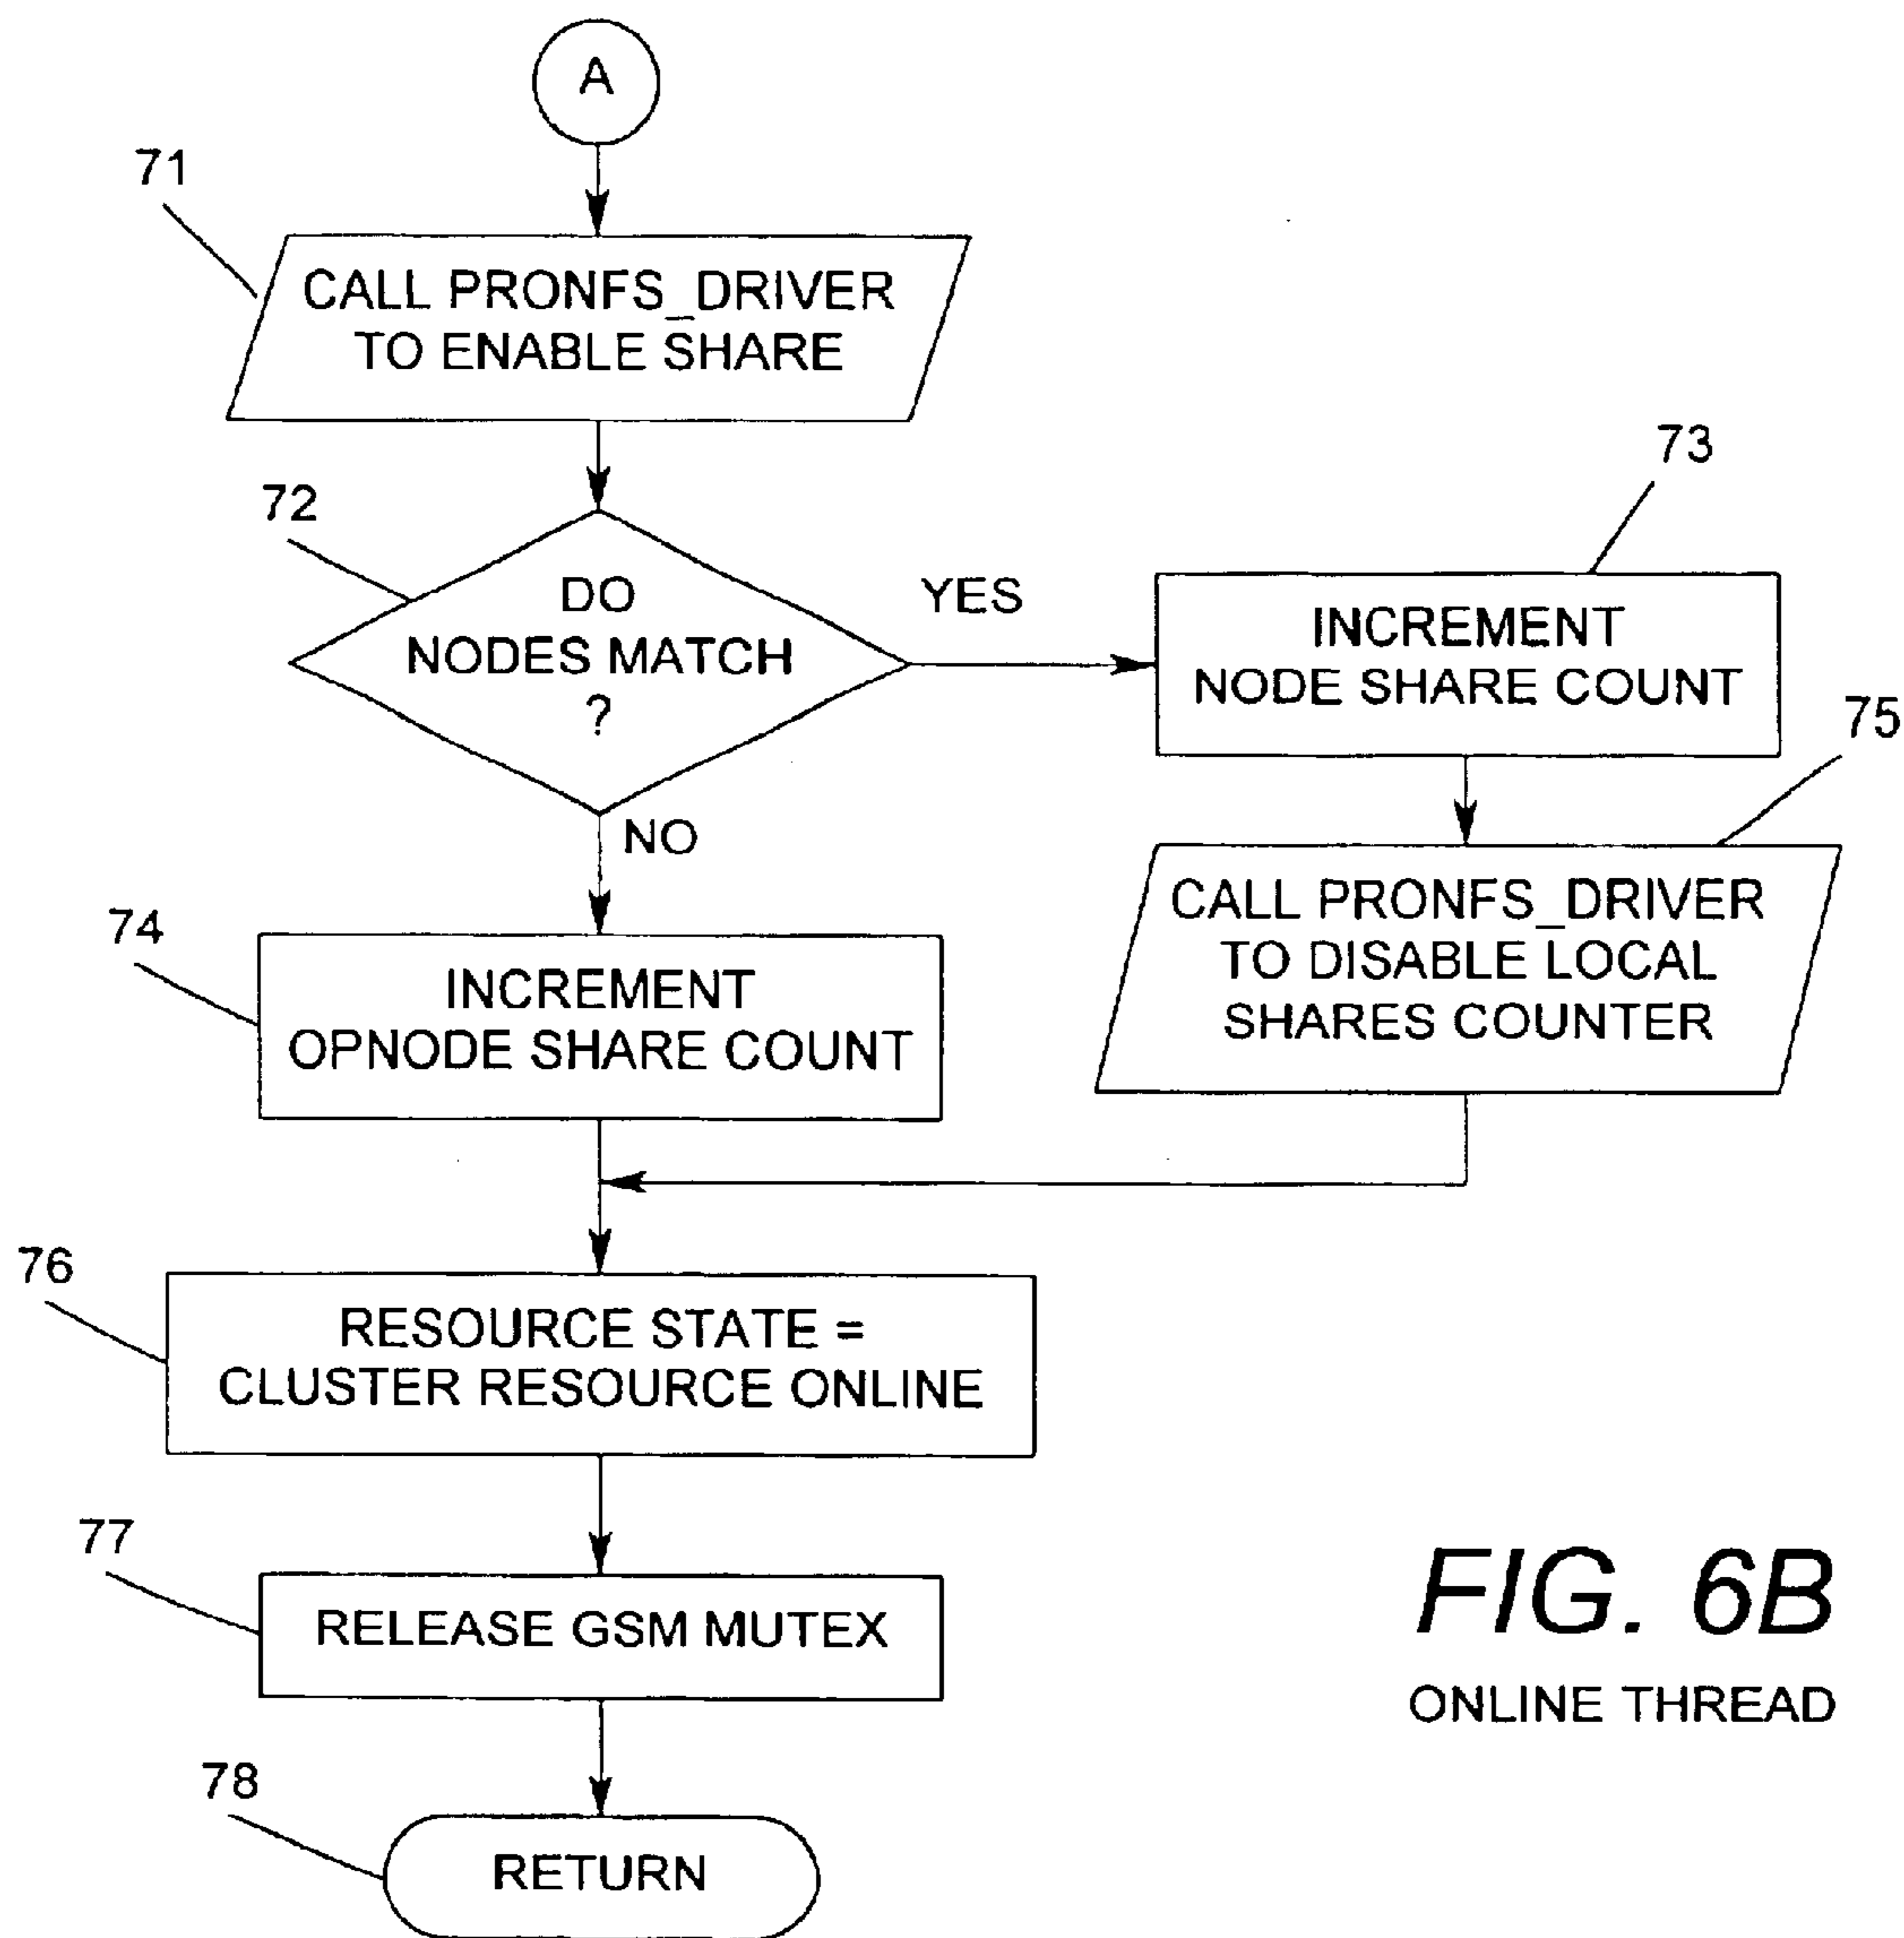 A
71
CALL PRONFS_DRIVER
TO ENABLE SHARE
72
DO
NODES MATCH
?
YES
NO
73
INCREMENT
NODE SHARE COUNT
75
CALL PRONFS_DRIVER
TO DISABLE LOCAL
SHARES COUNTER
74
INCREMENT
OPNODE SHARE COUNT
76
RESOURCE STATE =
CLUSTER RESOURCE ONLINE
77
RELEASE GSM MUTEX
78
RETURN
FIG. 6B
ONLINE THREAD